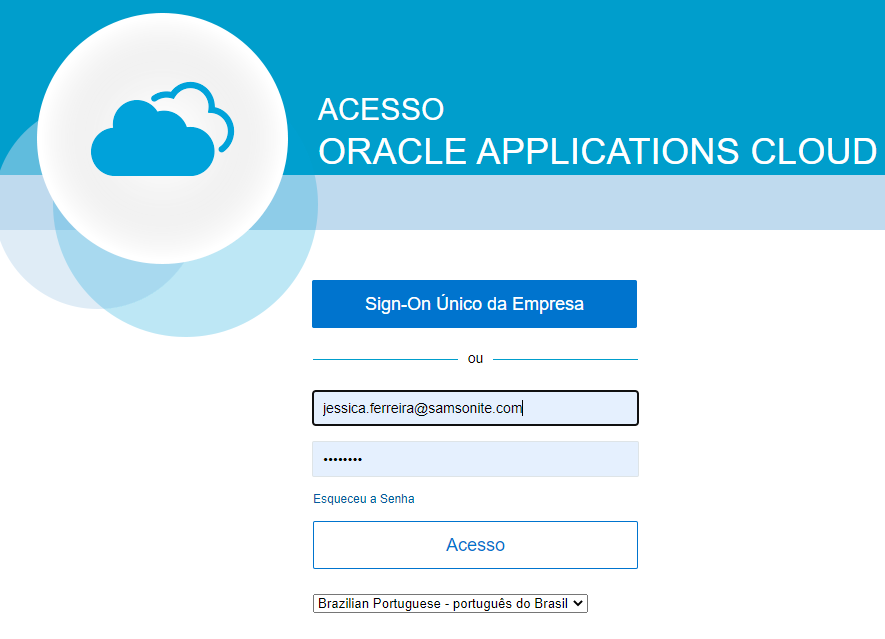 ACESSO
ORACLE APPLICATIONS CLOUD
Sign-On Único da Empresa
ou
jessica.ferreira@samsonite.com
••••••••
Esqueceu a Senha
Acesso
Brazilian Portuguese - português do Brasil